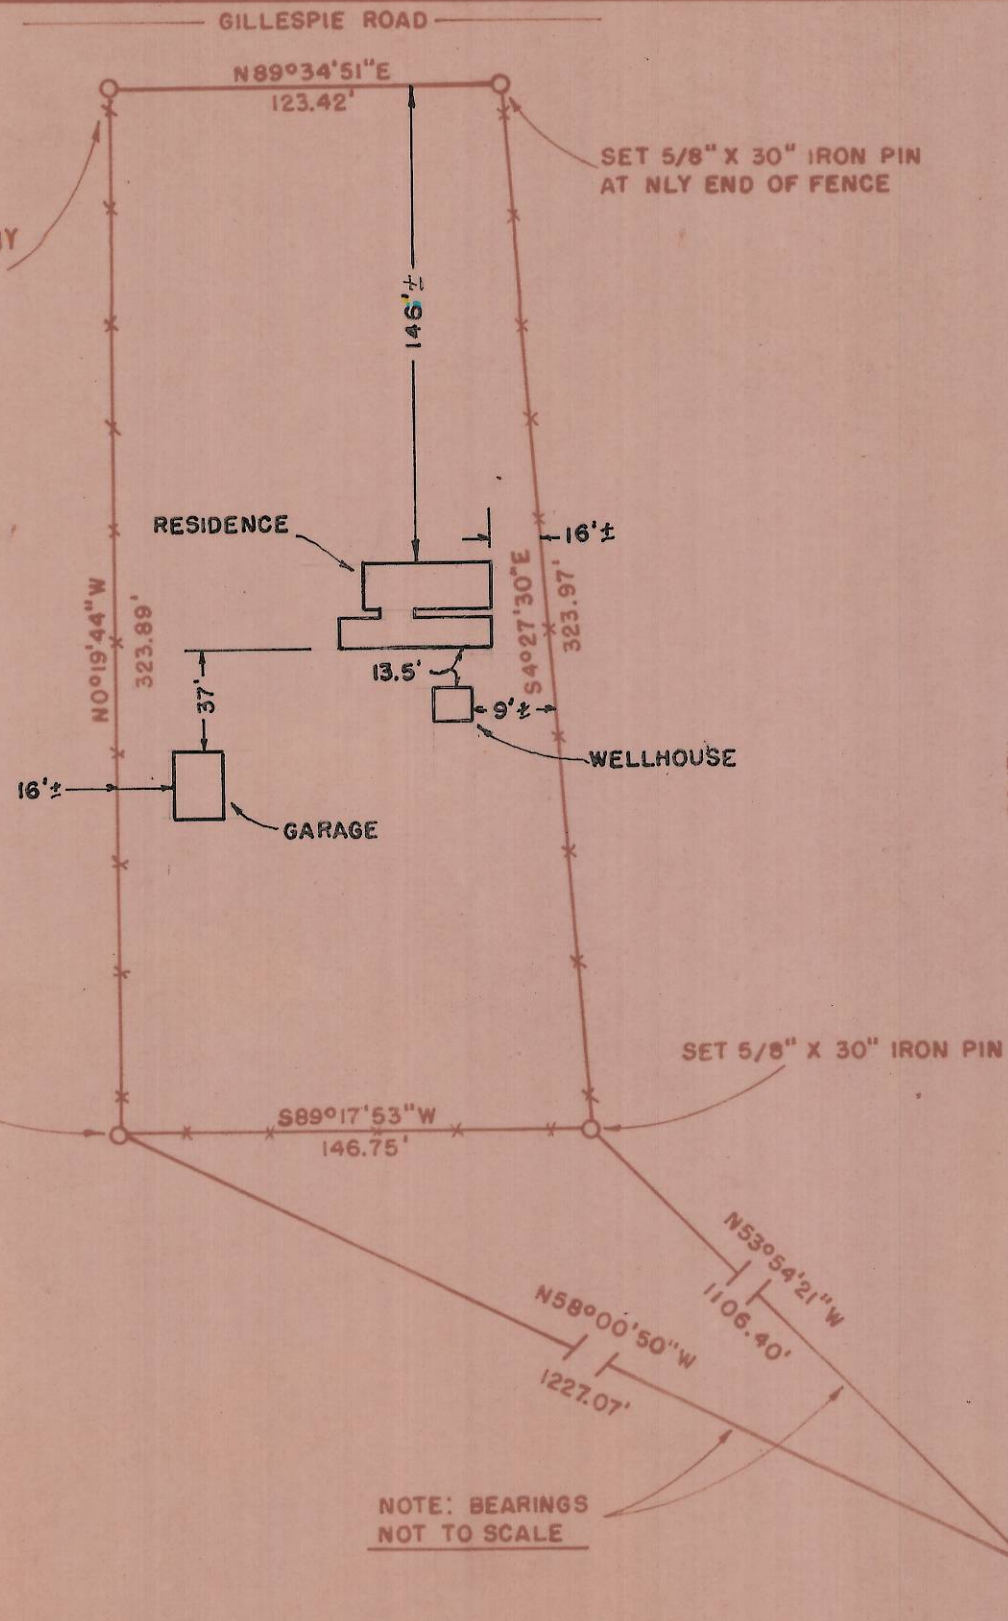 GILLESPIE ROAD
N89°34'51"E
123.42'
SET 5/8" X 30" IRON PIN
AT NLY END OF FENCE
146'±
RESIDENCE
16'±
S4°27'30"E
323.97'
N0°19'44"W
323.89'
13.5'
37'
9'±
WELLHOUSE
16'±
GARAGE
SET 5/8" X 30" IRON PIN
S89°17'53"W
146.75'
N53°54'21"W
1106.40'
N58°00'50"W
1227.07'
NOTE: BEARINGS
NOT TO SCALE